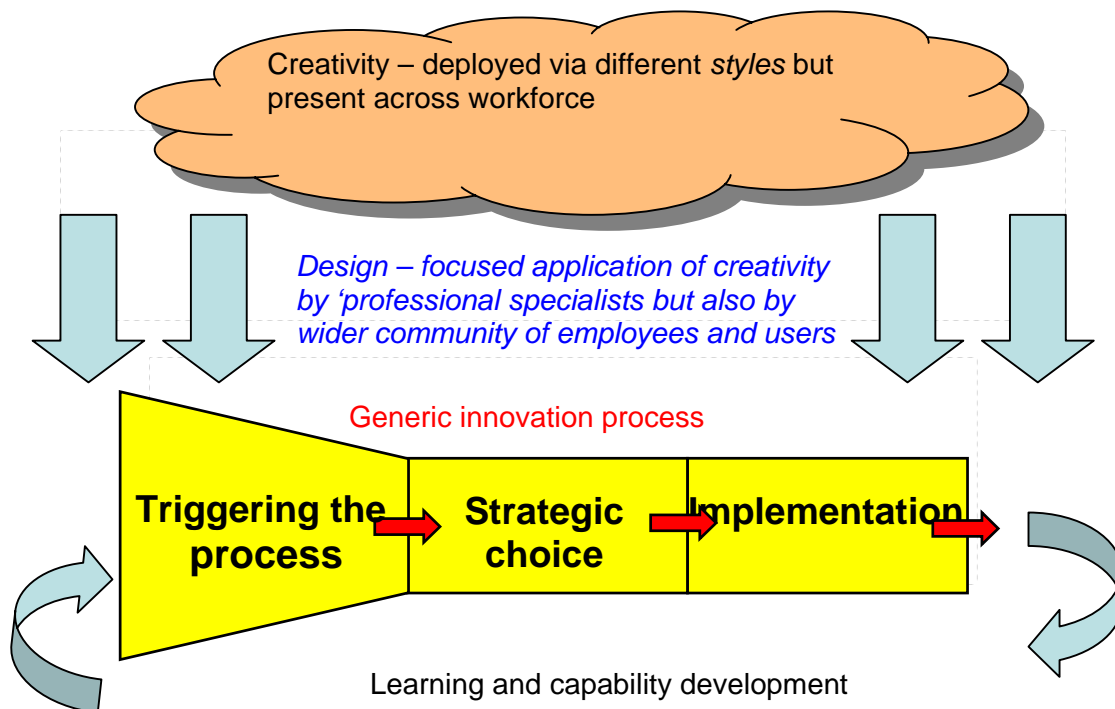 Creativity – deployed via different styles but
present across workforce
Design – focused application of creativity
by ‘professional specialists but also by
wider community of employees and users
Generic innovation process
Triggering the
process
Strategic
choice
Implementation
Learning and capability development